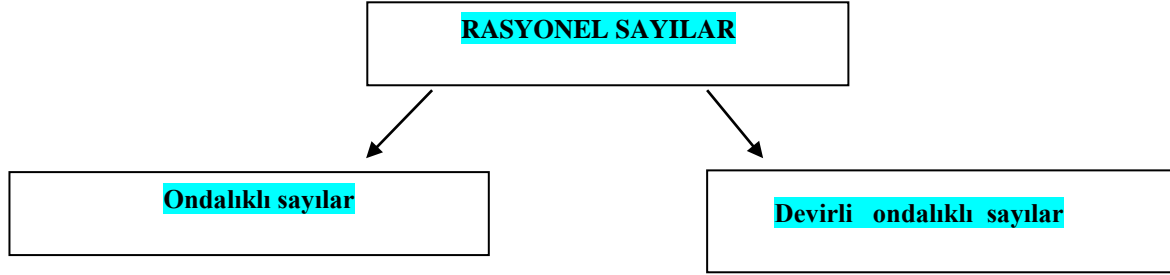 RASYONEL SAYILAR
Ondalıklı sayılar
Devirli ondalıklı sayılar